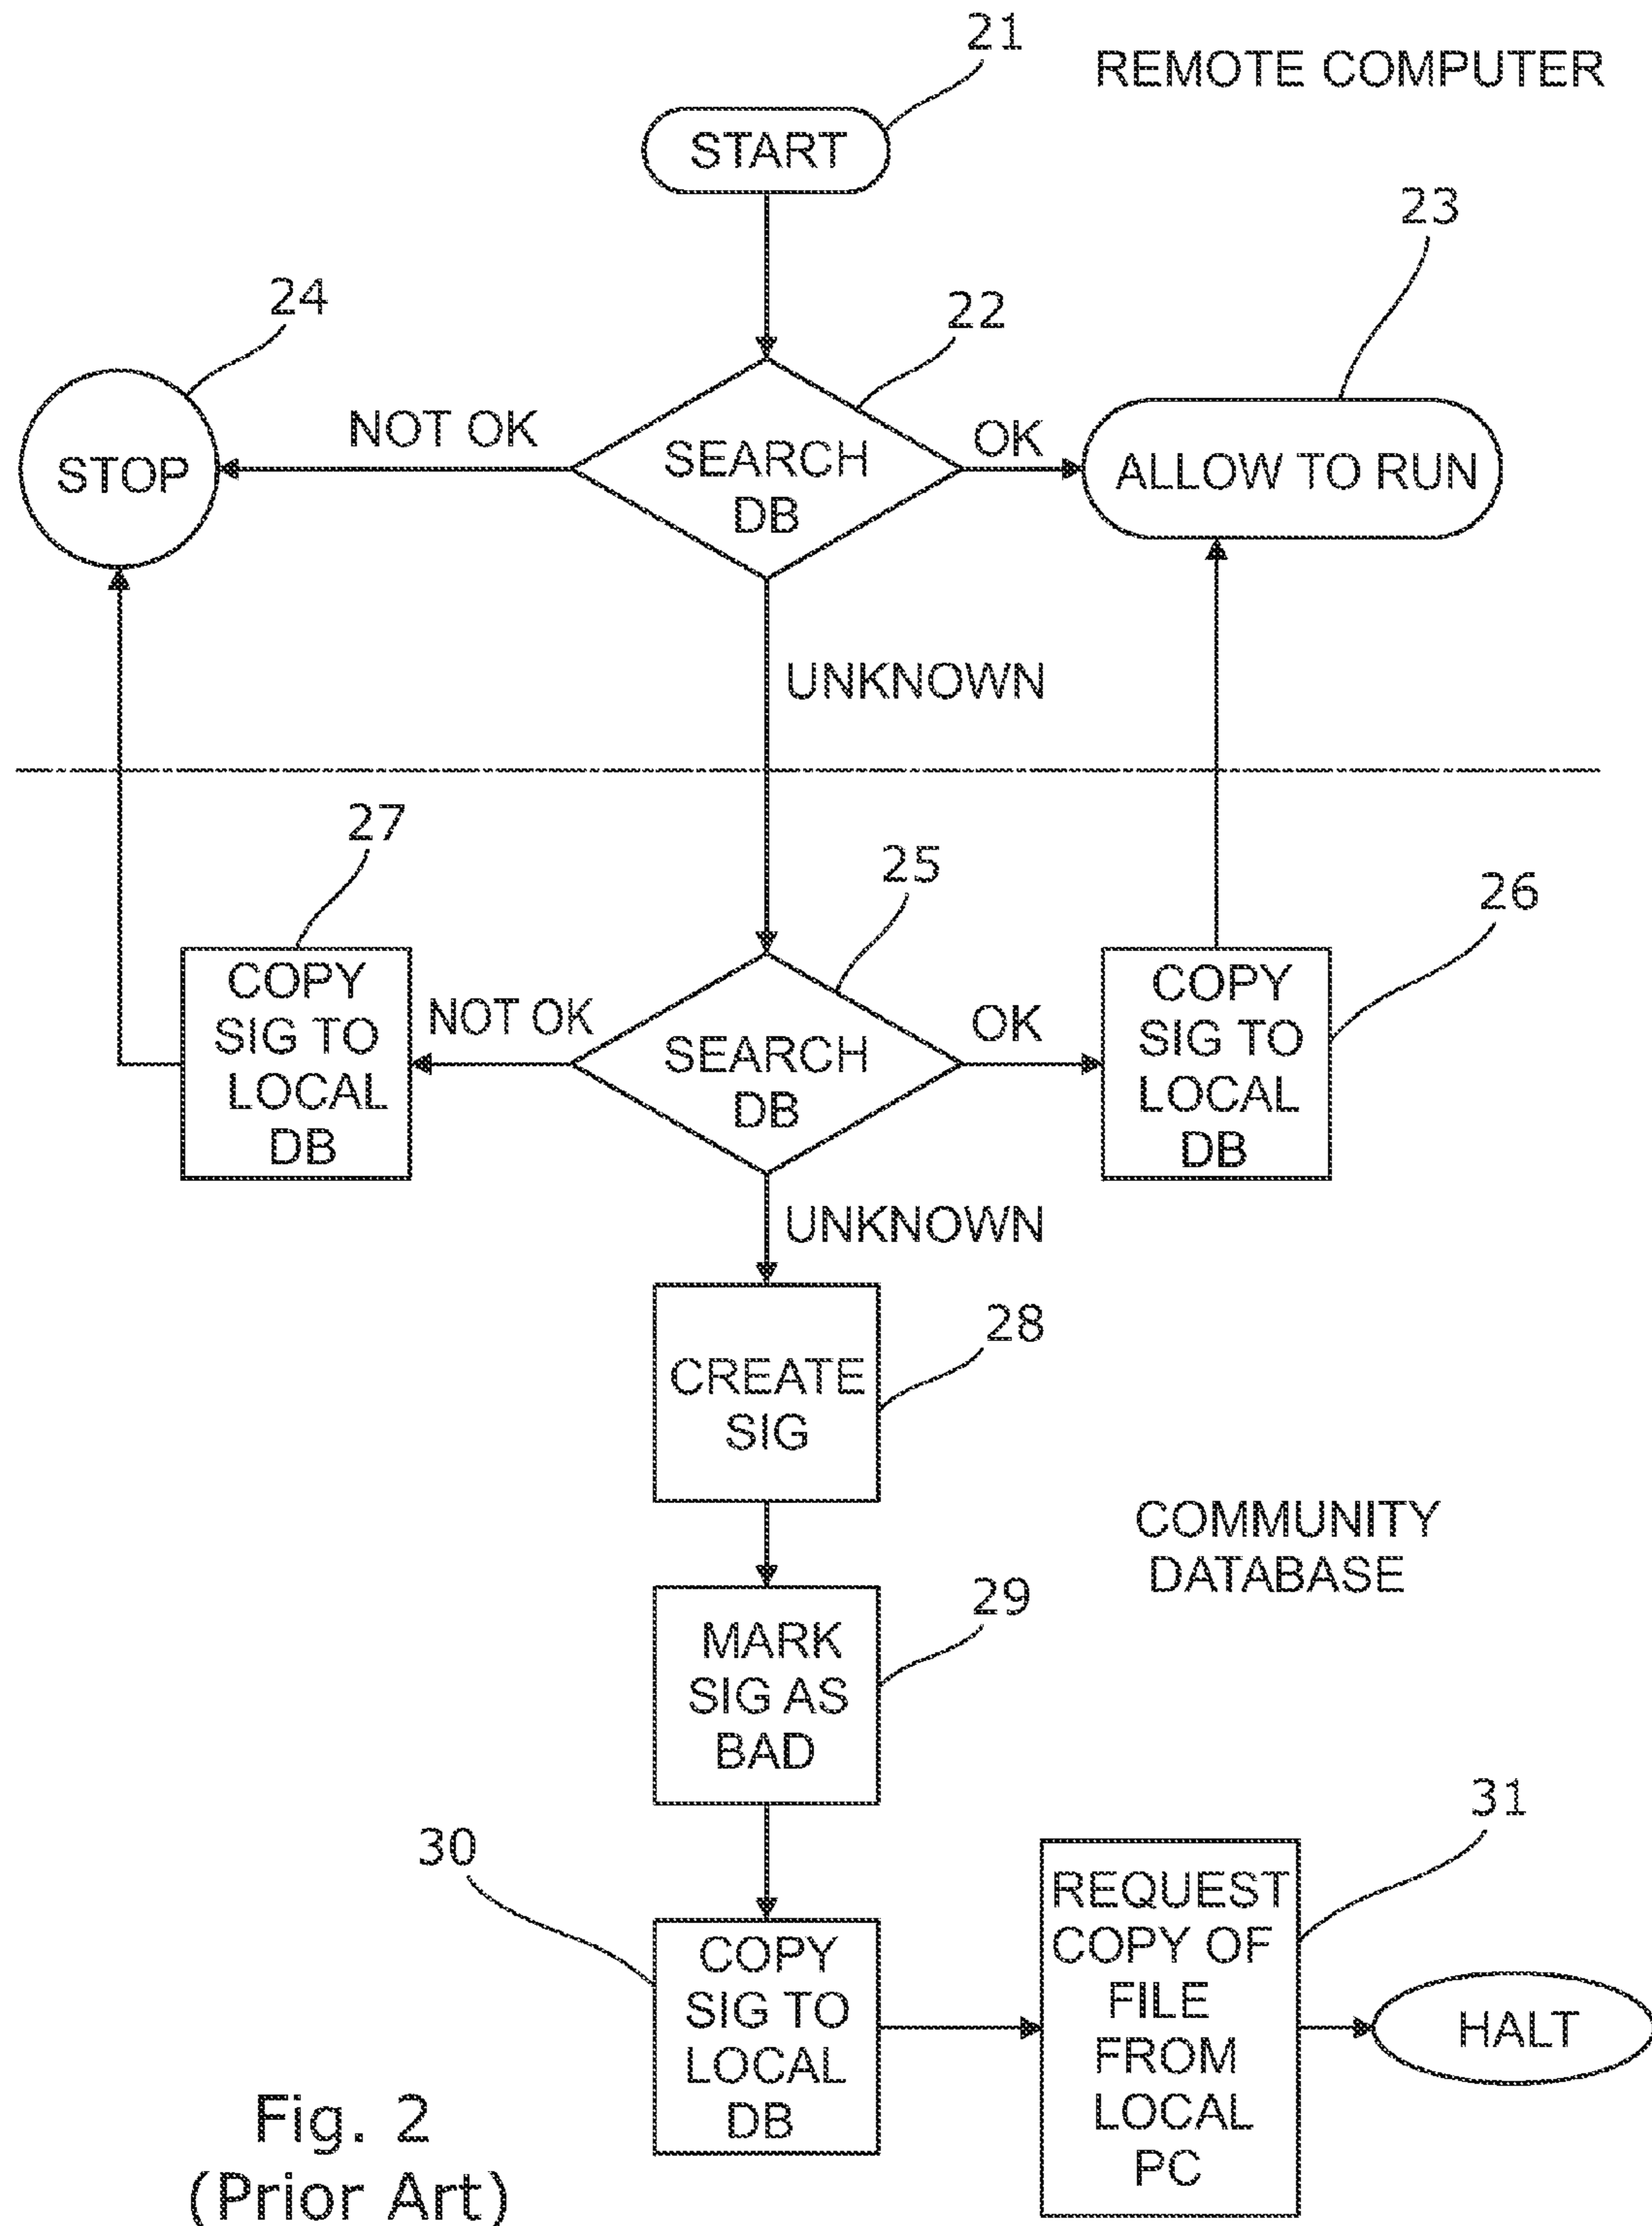 21
REMOTE COMPUTER
START
23
24
22
NOT OK
OK
STOP
SEARCH
DB
ALLOW TO RUN
UNKNOWN
27
25
26
COPY
SIG TO
LOCAL
DB
NOT OK
SEARCH
DB
OK
COPY
SIG TO
LOCAL
DB
UNKNOWN
28
CREATE
SIG
COMMUNITY
DATABASE
29
MARK
SIG AS
BAD
31
30
COPY
SIG TO
LOCAL
DB
REQUEST
COPY OF
FILE
FROM
LOCAL
PC
HALT
Fig. 2
(Prior Art)